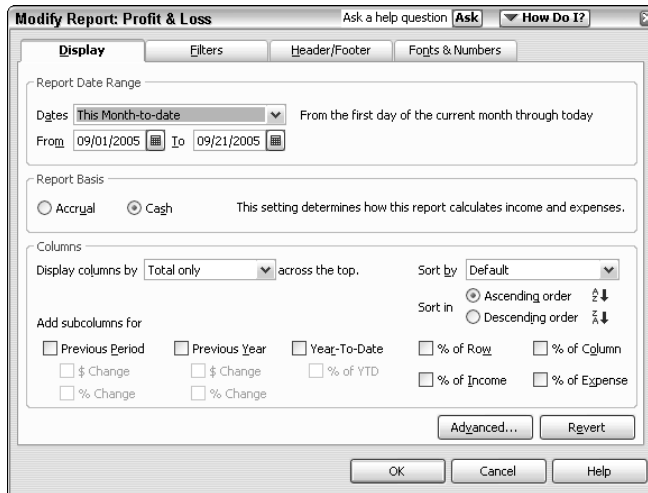 Modify Report: Profit & Loss Ask a help question Ask How Do I?
Display Filters Header/Footer Fonts & Numbers
Report Date Range
Dates This Month-to-date From the first day of the current month through today
From 09/01/2005 To 09/21/2005
Report Basis
Accrual Cash This setting determines how this report calculates income and expenses.
Columns
Display columns by Total only across the top. Sort by Default
Sort in Ascending order
Descending order
Add subcolumns for
Previous Period Previous Year Year-To-Date % of Row % of Column
$ Change $ Change % of YTD
% Change % Change % of Income % of Expense
Advanced... Revert
OK Cancel Help